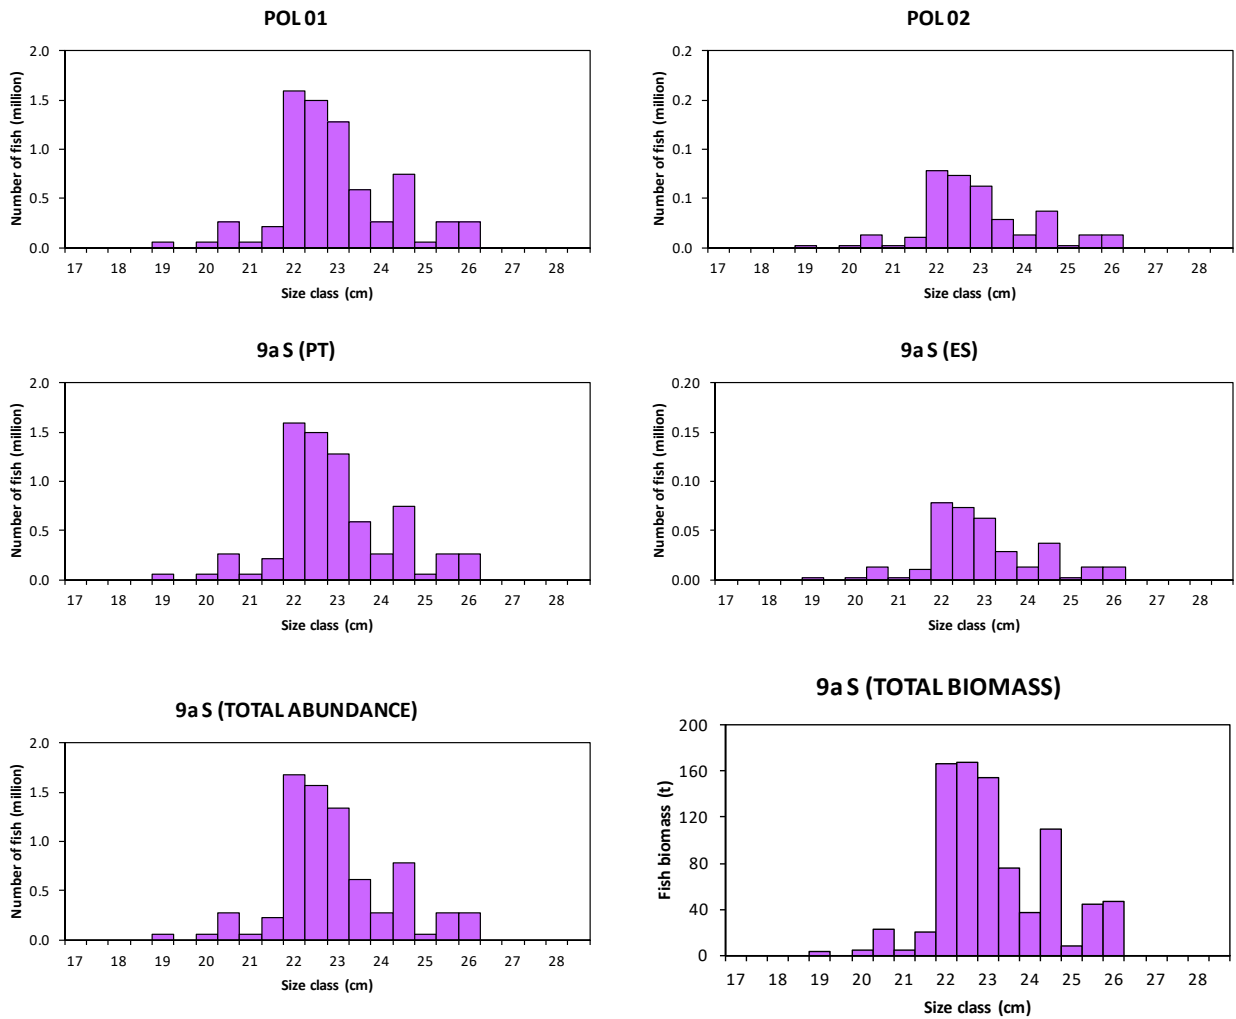 POL 01
Number of fish (million)
2.0
1.5
1.0
0.5
0.0
17 18 19 20 21 22 23 24 25 26 27 28
Size class (cm)
POL 02
Number of fish (million)
0.2
0.2
0.1
0.1
0.0
17 18 19 20 21 22 23 24 25 26 27 28
Size class (cm)
9a S (PT)
Number of fish (million)
2.0
1.5
1.0
0.5
0.0
17 18 19 20 21 22 23 24 25 26 27 28
Size class (cm)
9a S (ES)
Number of fish (million)
0.20
0.15
0.10
0.05
0.00
17 18 19 20 21 22 23 24 25 26 27 28
Size class (cm)
9a S (TOTAL ABUNDANCE)
Number of fish (million)
2.0
1.5
1.0
0.5
0.0
17 18 19 20 21 22 23 24 25 26 27 28
Size class (cm)
9a S (TOTAL BIOMASS)
Fish biomass (t)
200
160
120
80
40
0
17 18 19 20 21 22 23 24 25 26 27 28
Size class (cm)